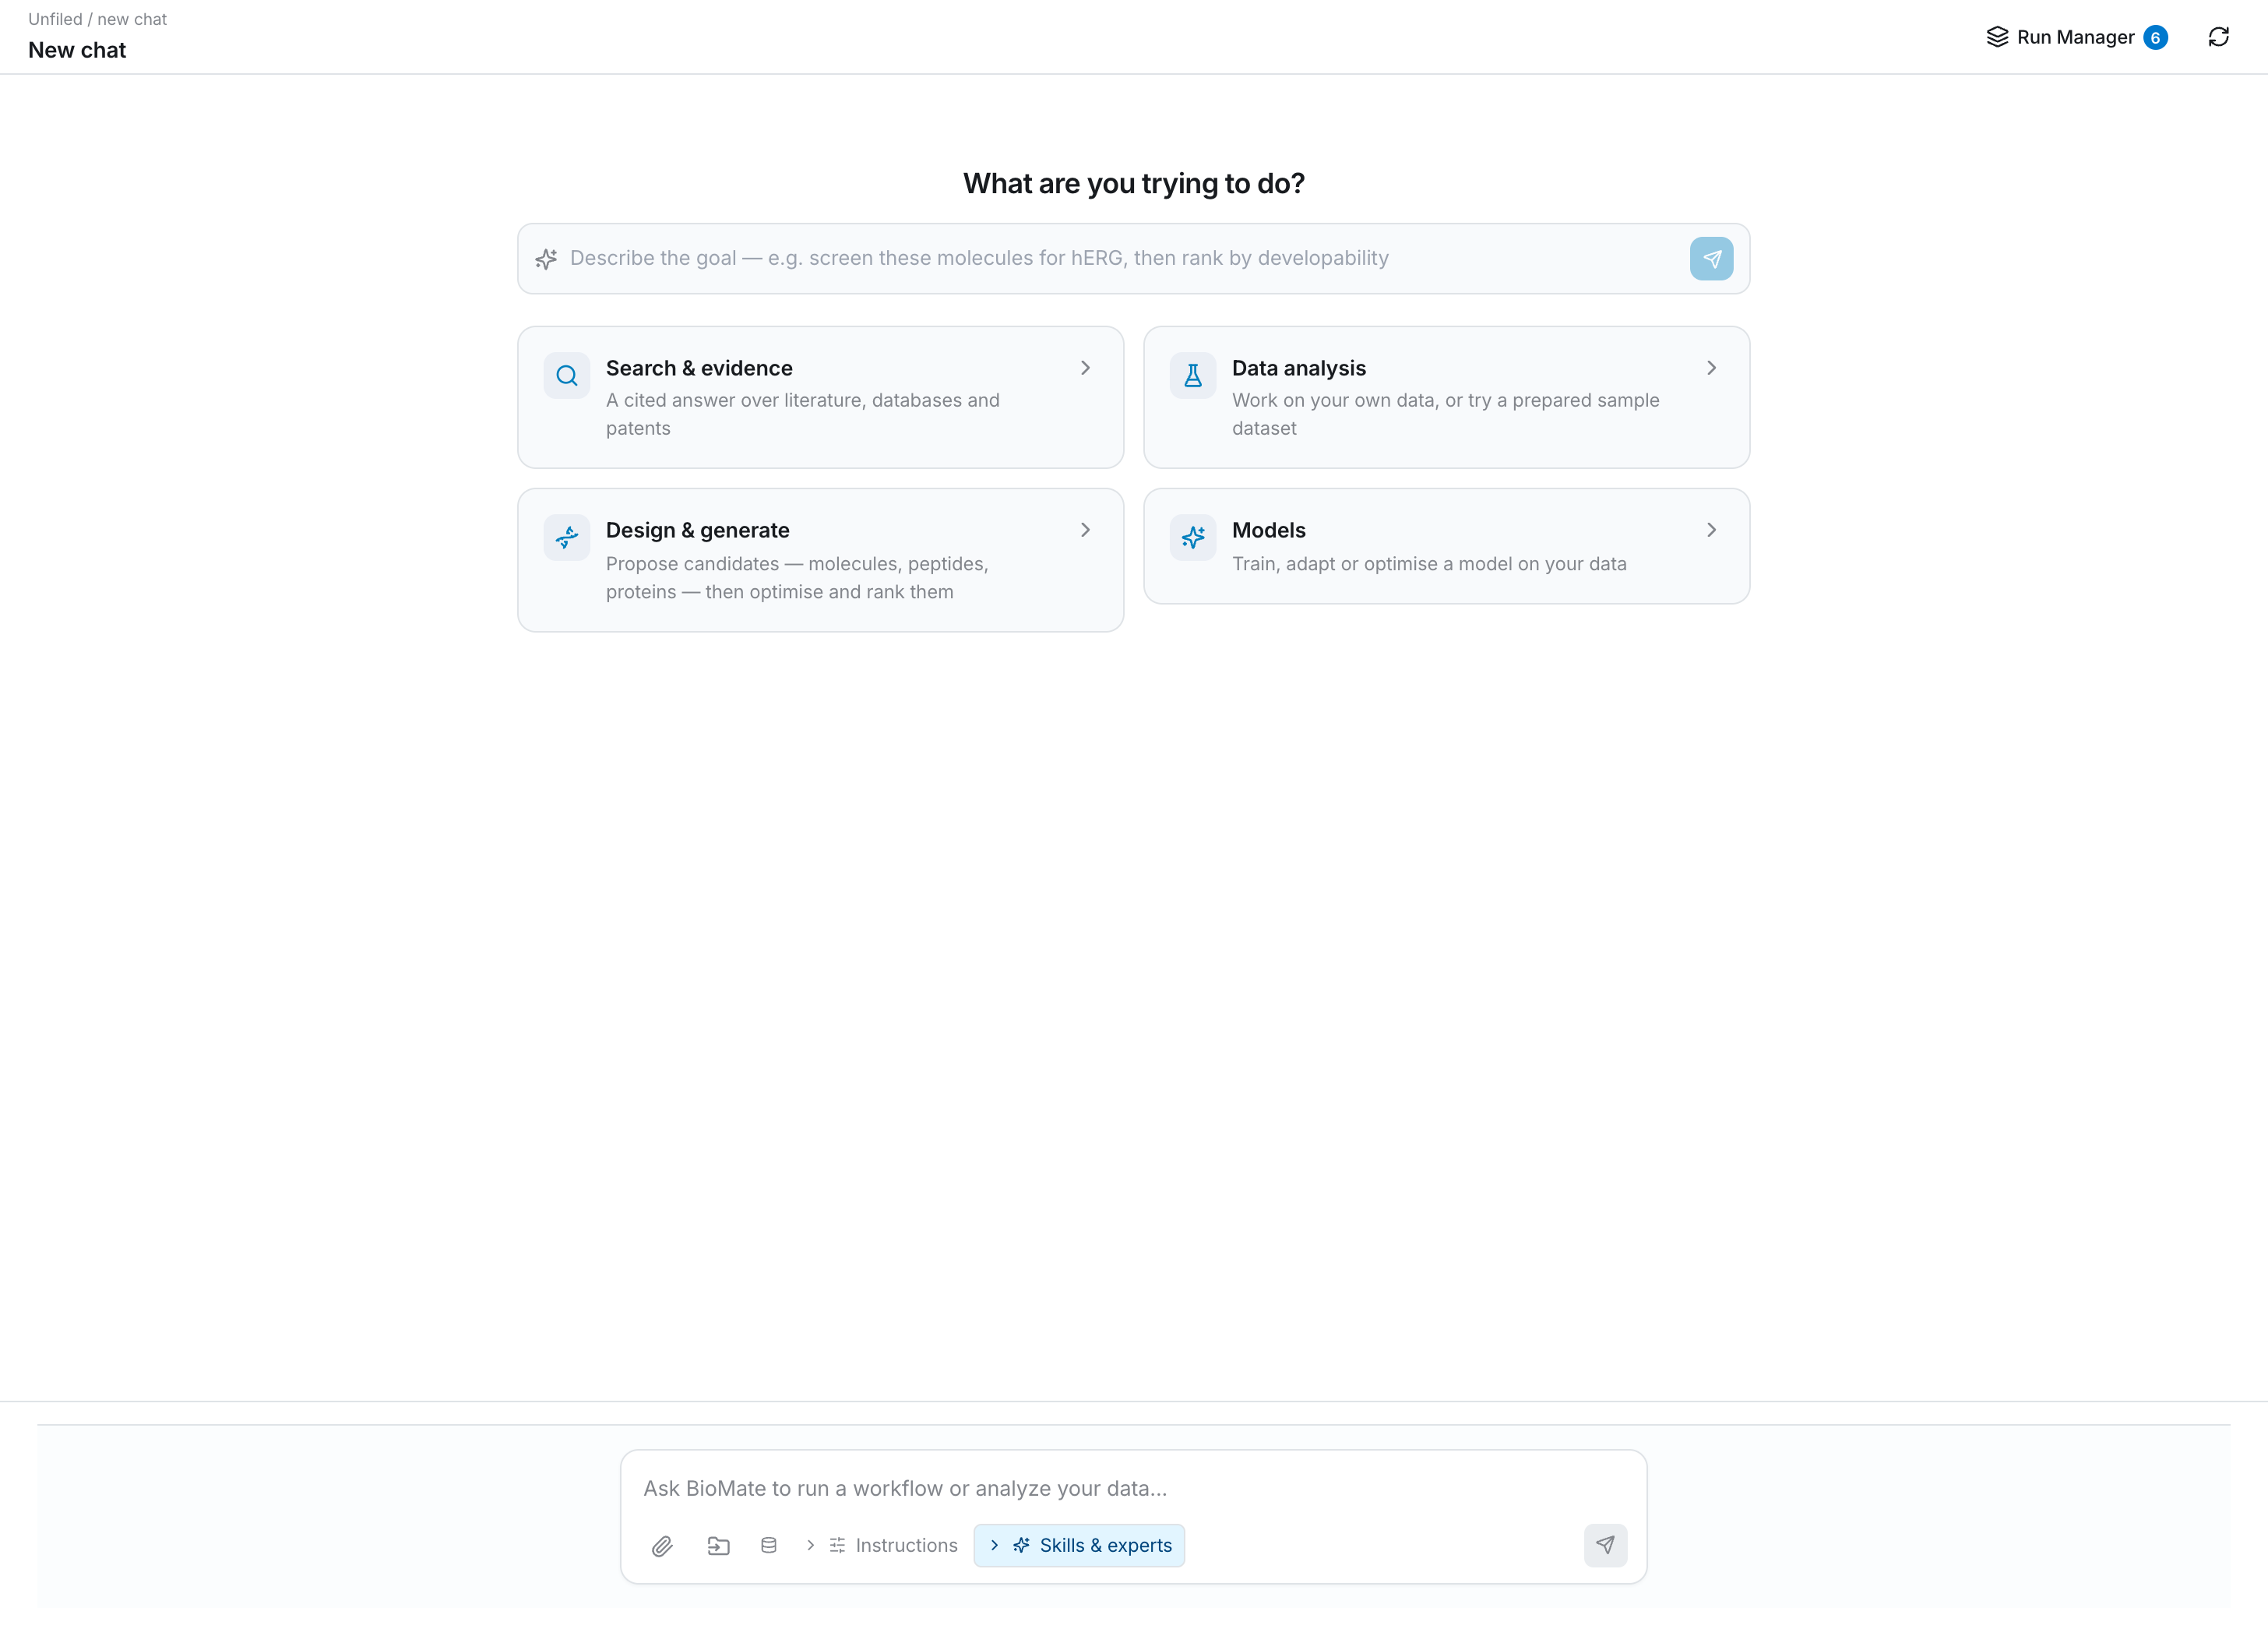 Unfiled / new chat
New chat
Run Manager 6
What are you trying to do?
Describe the goal — e.g. screen these molecules for hERG, then rank by developability
Search & evidence
A cited answer over literature, databases and
patents
Data analysis
Work on your own data, or try a prepared sample
dataset
Design & generate
Propose candidates — molecules, peptides,
proteins — then optimise and rank them
Models
Train, adapt or optimise a model on your data
Ask BioMate to run a workflow or analyze your data...
Instructions
Skills & experts